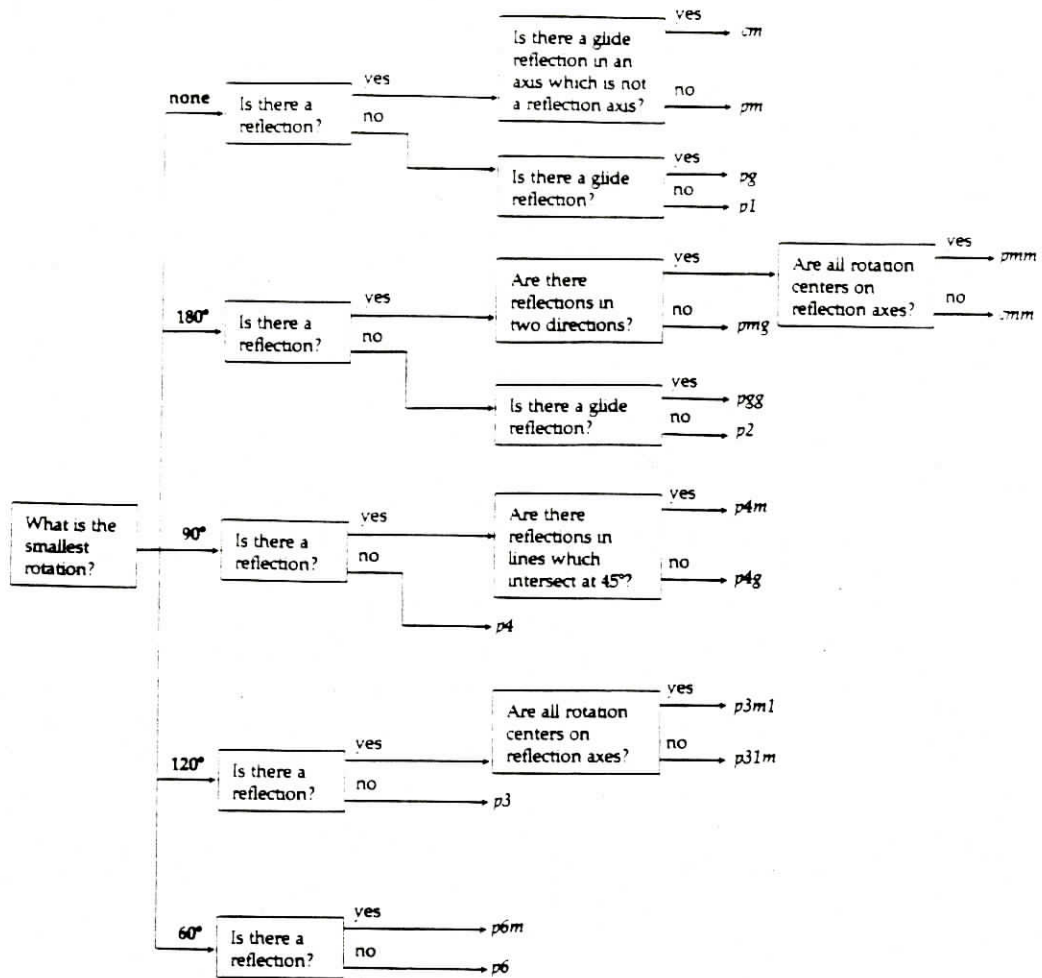 What is the
smallest
rotation?
none
Is there a
reflection?
yes
no
Is there a glide
reflection in an
axis which is not
a reflection axis?
yes
cm
no
pm
Is there a glide
reflection?
yes
pg
no
p1
180°
Is there a
reflection?
yes
no
Are there
reflections in
two directions?
yes
no
pmg
Are all rotation
centers on
reflection axes?
yes
pmm
no
cmm
Is there a glide
reflection?
yes
pgg
no
p2
90°
Is there a
reflection?
yes
no
p4
Are there
reflections in
lines which
intersect at 45°?
yes
p4m
no
p4g
120°
Is there a
reflection?
yes
no
p3
Are all rotation
centers on
reflection axes?
yes
p3m1
no
p31m
60°
Is there a
reflection?
yes
p6m
no
p6